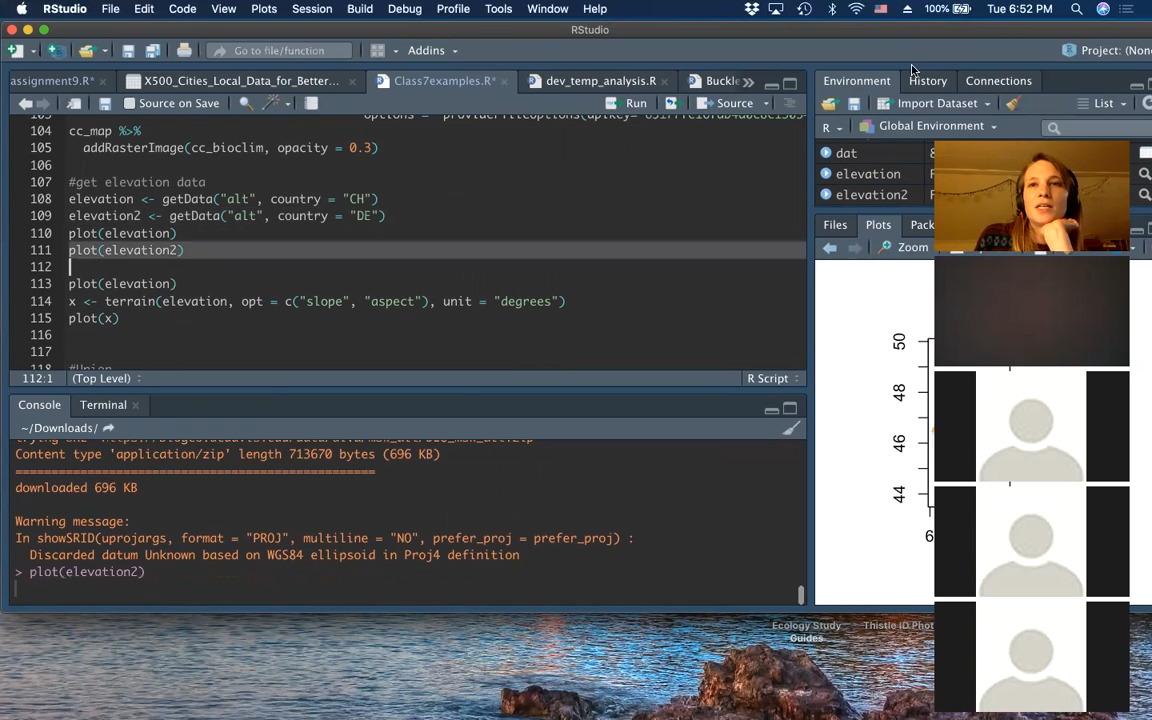 RStudio File Edit Code View Plots Session Build Debug Profile Tools Window Help 100% Tue 6:52 PM
RStudio
Go to file/function Addins Project: (None
assignment9.R* X500_Cities_Local_Data_for_Better... Class7examples.R* dev_temp_analysis.R Buckle
Source on Save Run Source
104 cc_map %>%
105 addRasterImage(cc_bioclim, opacity = 0.3)
106
107 #get elevation data
108 elevation <- getData("alt", country = "CH")
109 elevation2 <- getData("alt", country = "DE")
110 plot(elevation)
111 plot(elevation2)
112
113 plot(elevation)
114 x <- terrain(elevation, opt = c("slope", "aspect"), unit = "degrees")
115 plot(x)
116
117
118 #Union
112:1 (Top Level) R Script
Console Terminal
~/Downloads/
Content type 'application/zip' length 713670 bytes (696 KB)
==================================================
downloaded 696 KB
Warning message:
In showSRID(uprojargs, format = "PROJ", multiline = "NO", prefer_proj = prefer_proj) :
Discarded datum Unknown based on WGS84 ellipsoid in Proj4 definition
> plot(elevation2)
Environment History Connections
Import Dataset List
R Global Environment
dat
elevation
elevation2
Files Plots Pack
Zoom
50
48
46
44
6
Ecology Study Guides
Thistle ID Phot